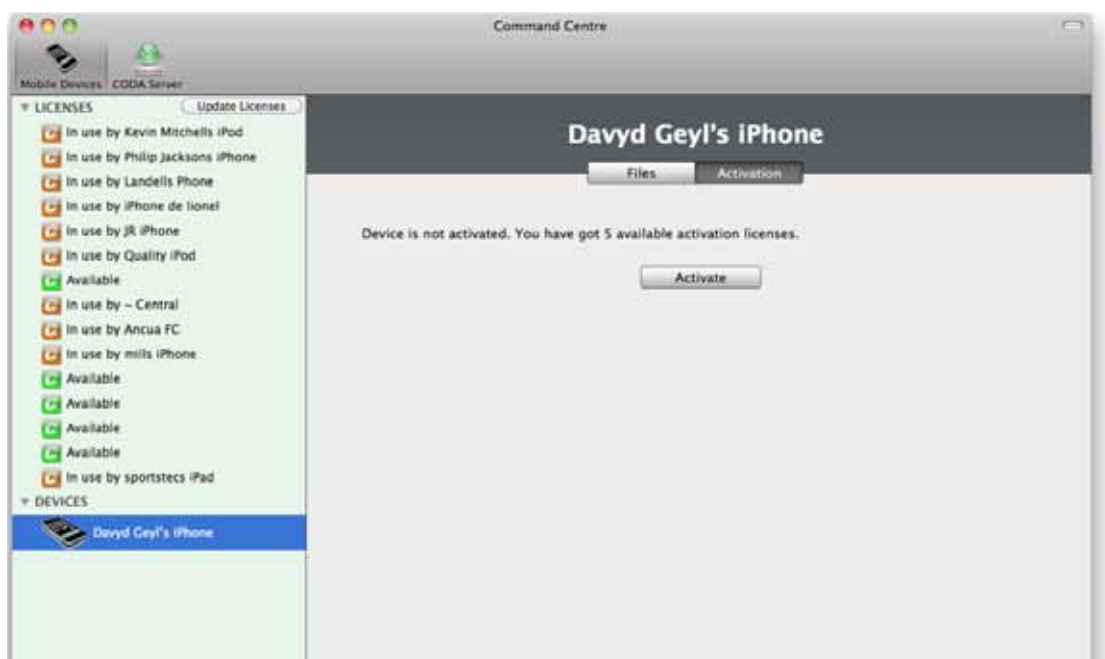 Command Centre
Mobile Devices CODA Server
LICENSES Update Licenses
In use by Kevin Mitchells iPod
In use by Philip Jacksons iPhone
In use by Landells Phone
In use by iPhone de lionel
In use by JR iPhone
In use by Quality iPod
Available
In use by ~ Central
In use by Ancua FC
In use by mills iPhone
Available
Available
Available
Available
In use by sportstecs iPad
DEVICES
Davyd Geyl's iPhone
Davyd Geyl's iPhone
Files Activation
Device is not activated. You have got 5 available activation licenses.
Activate